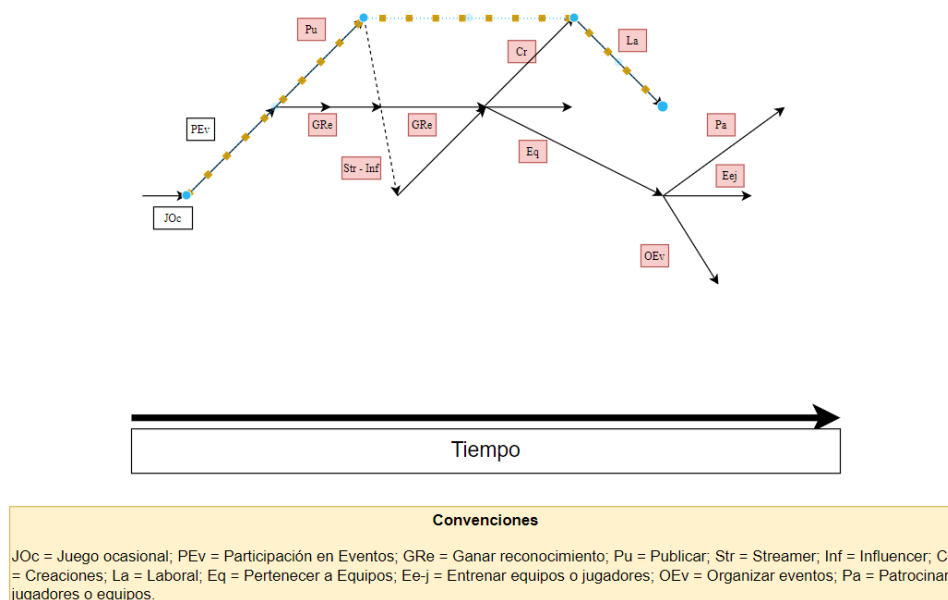 Pu
La
Cr
PEv
GRe
GRe
Pa
Eq
Str - Inf
Eej
JOc
OEv
Tiempo
Convenciones
JOc = Juego ocasional; PEv = Participación en Eventos; GRe = Ganar reconocimiento; Pu = Publicar; Str = Streamer; Inf = Influencer; C
= Creaciones; La = Laboral; Eq = Pertenecer a Equipos; Ee-j = Entrenar equipos o jugadores; OEv = Organizar eventos; Pa = Patrocinar
jugadores o equipos.